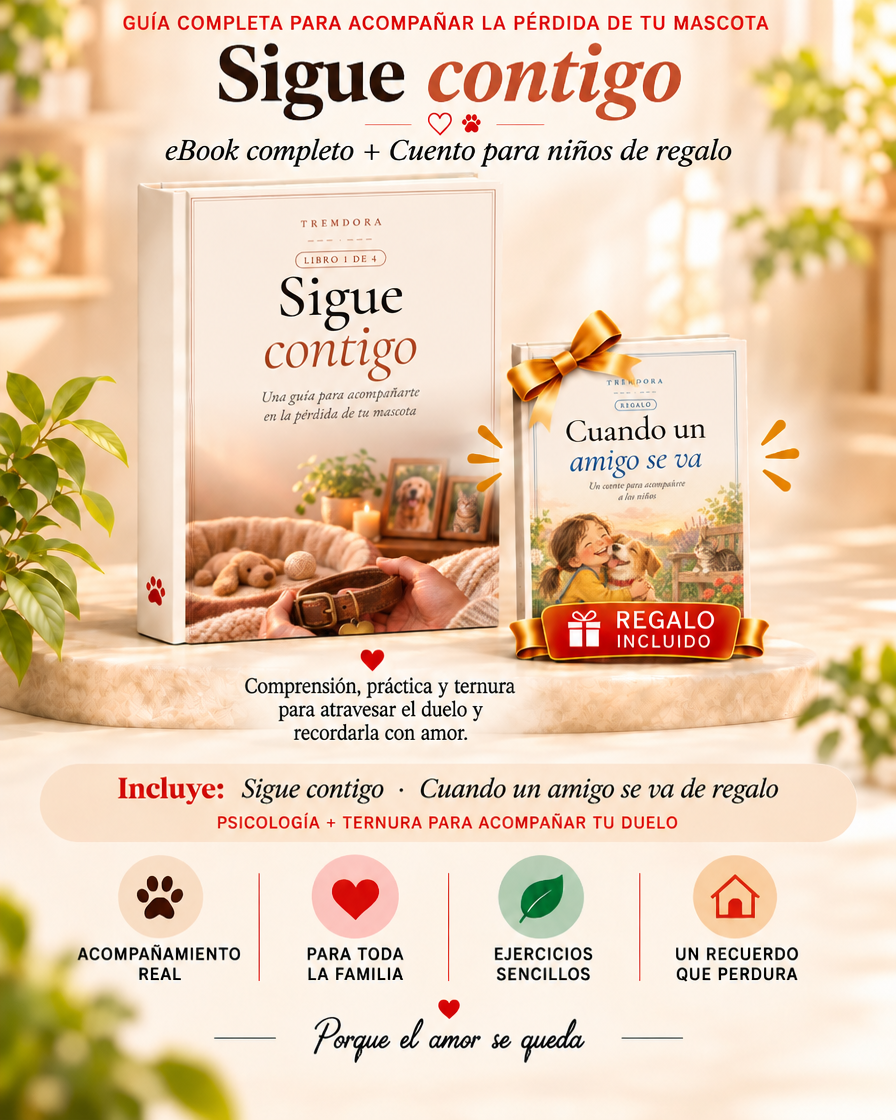 GUÍA COMPLETA PARA ACOMPAÑAR LA PÉRDIDA DE TU MASCOTA
Sigue contigo
eBook completo + Cuento para niños de regalo
TREMDORA
LIBRO 1 DE 4
Sigue
contigo
Una guía para acompañarte
en la pérdida de tu mascota
TREMDORA
REGALO
Cuando un
amigo se va
Un cuento para acompañarte
a los niños
REGALO
INCLUIDO
Comprensión, práctica y ternura
para atravesar el duelo y
recordarla con amor.
Incluye: Sigue contigo · Cuando un amigo se va de regalo
PSICOLOGÍA + TERNURA PARA ACOMPAÑAR TU DUELO
ACOMPAÑAMIENTO
REAL
PARA TODA
LA FAMILIA
EJERCICIOS
SENCILLOS
UN RECUERDO
QUE PERDURA
Porque el amor se queda